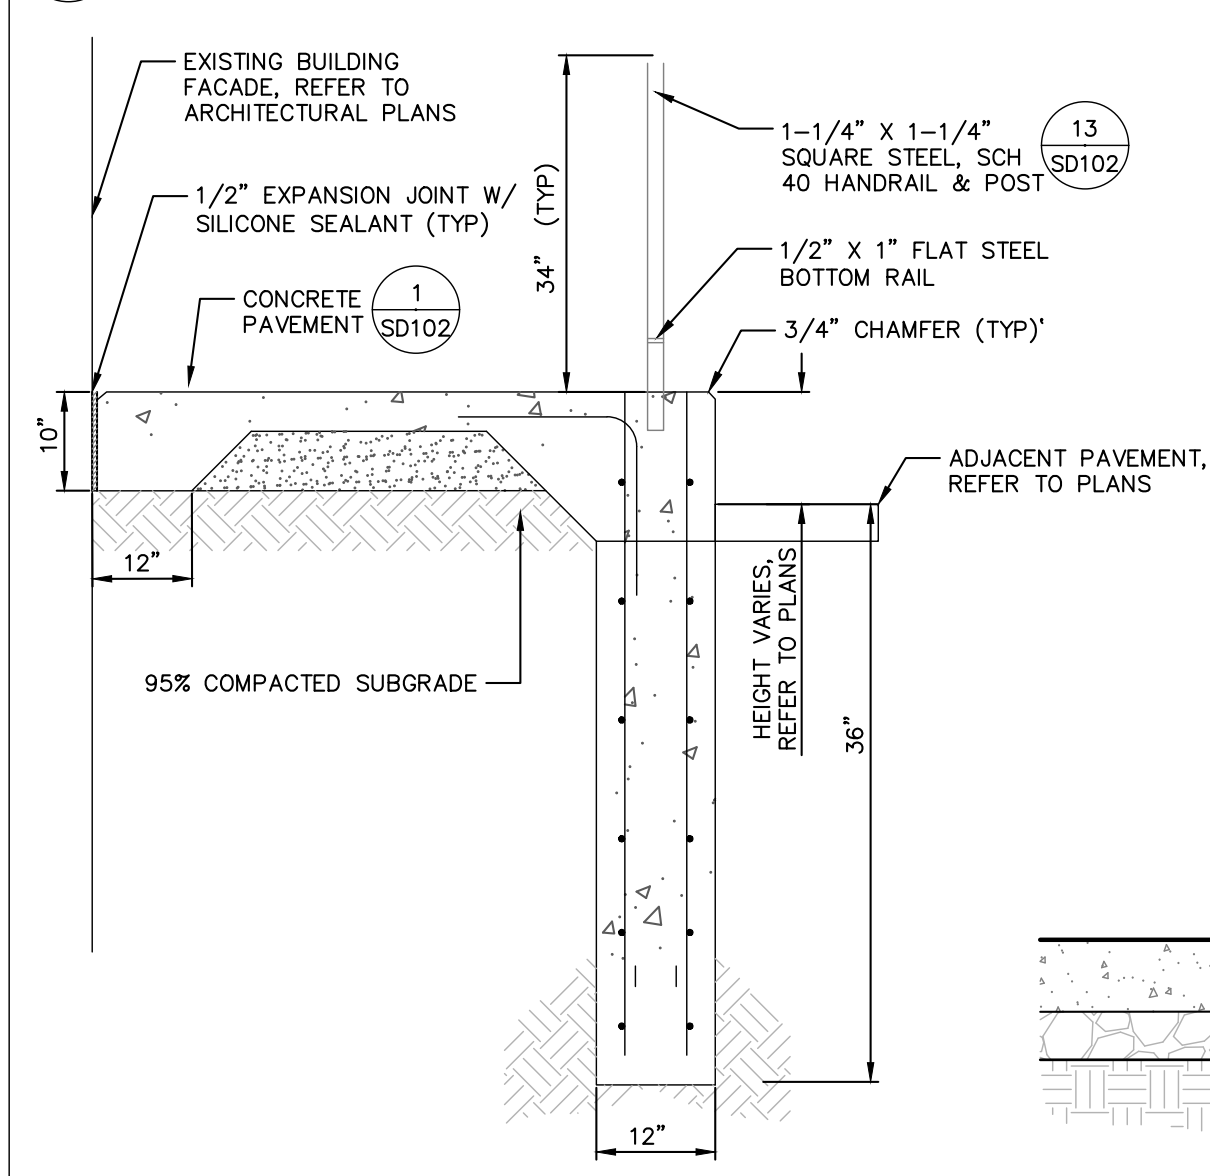 EXISTING BUILDING
FACADE, REFER TO
ARCHITECTURAL PLANS
1/2" EXPANSION JOINT W/
SILICONE SEALANT (TYP)
CONCRETE
PAVEMENT
1
SD102
34" (TYP)
1-1/4" X 1-1/4"
SQUARE STEEL, SCH
40 HANDRAIL & POST
13
SD102
1/2" X 1" FLAT STEEL
BOTTOM RAIL
3/4" CHAMFER (TYP)'
10"
12"
ADJACENT PAVEMENT,
REFER TO PLANS
HEIGHT VARIES,
REFER TO PLANS
36"
95% COMPACTED SUBGRADE
12"